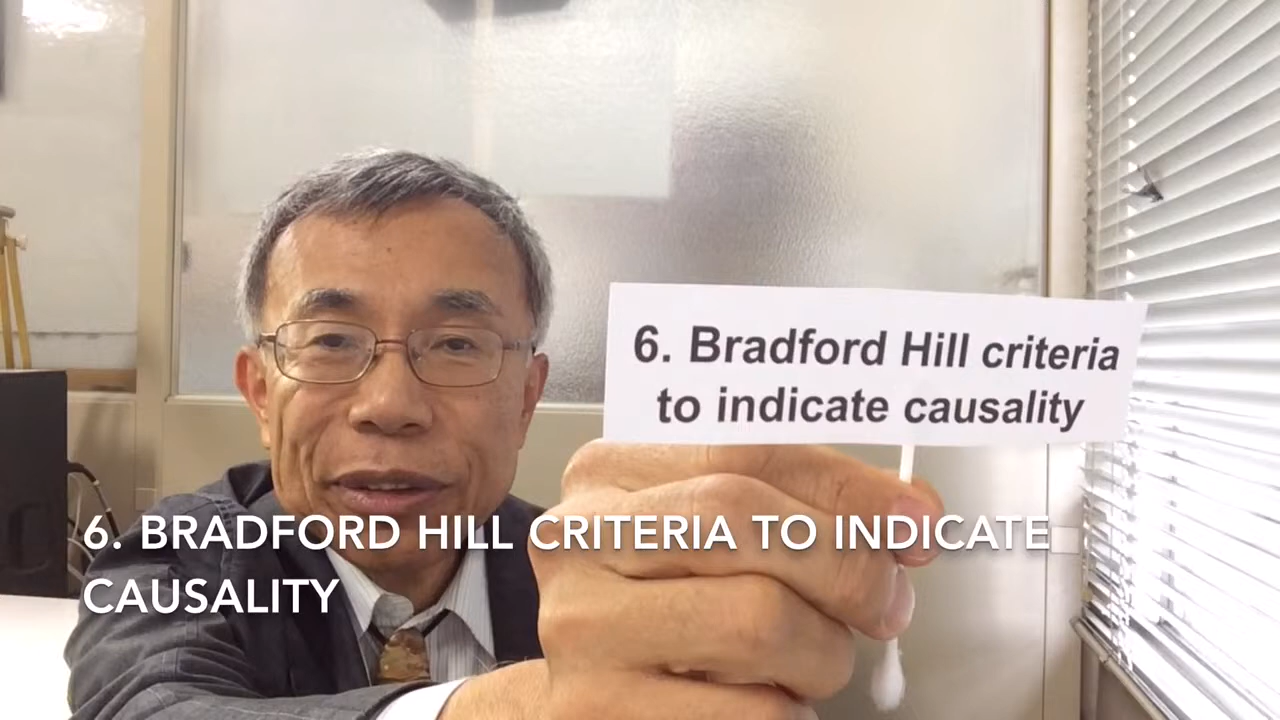 6. Bradford Hill criteria
to indicate causality
6. BRADFORD HILL CRITERIA TO INDICATE
CAUSALITY